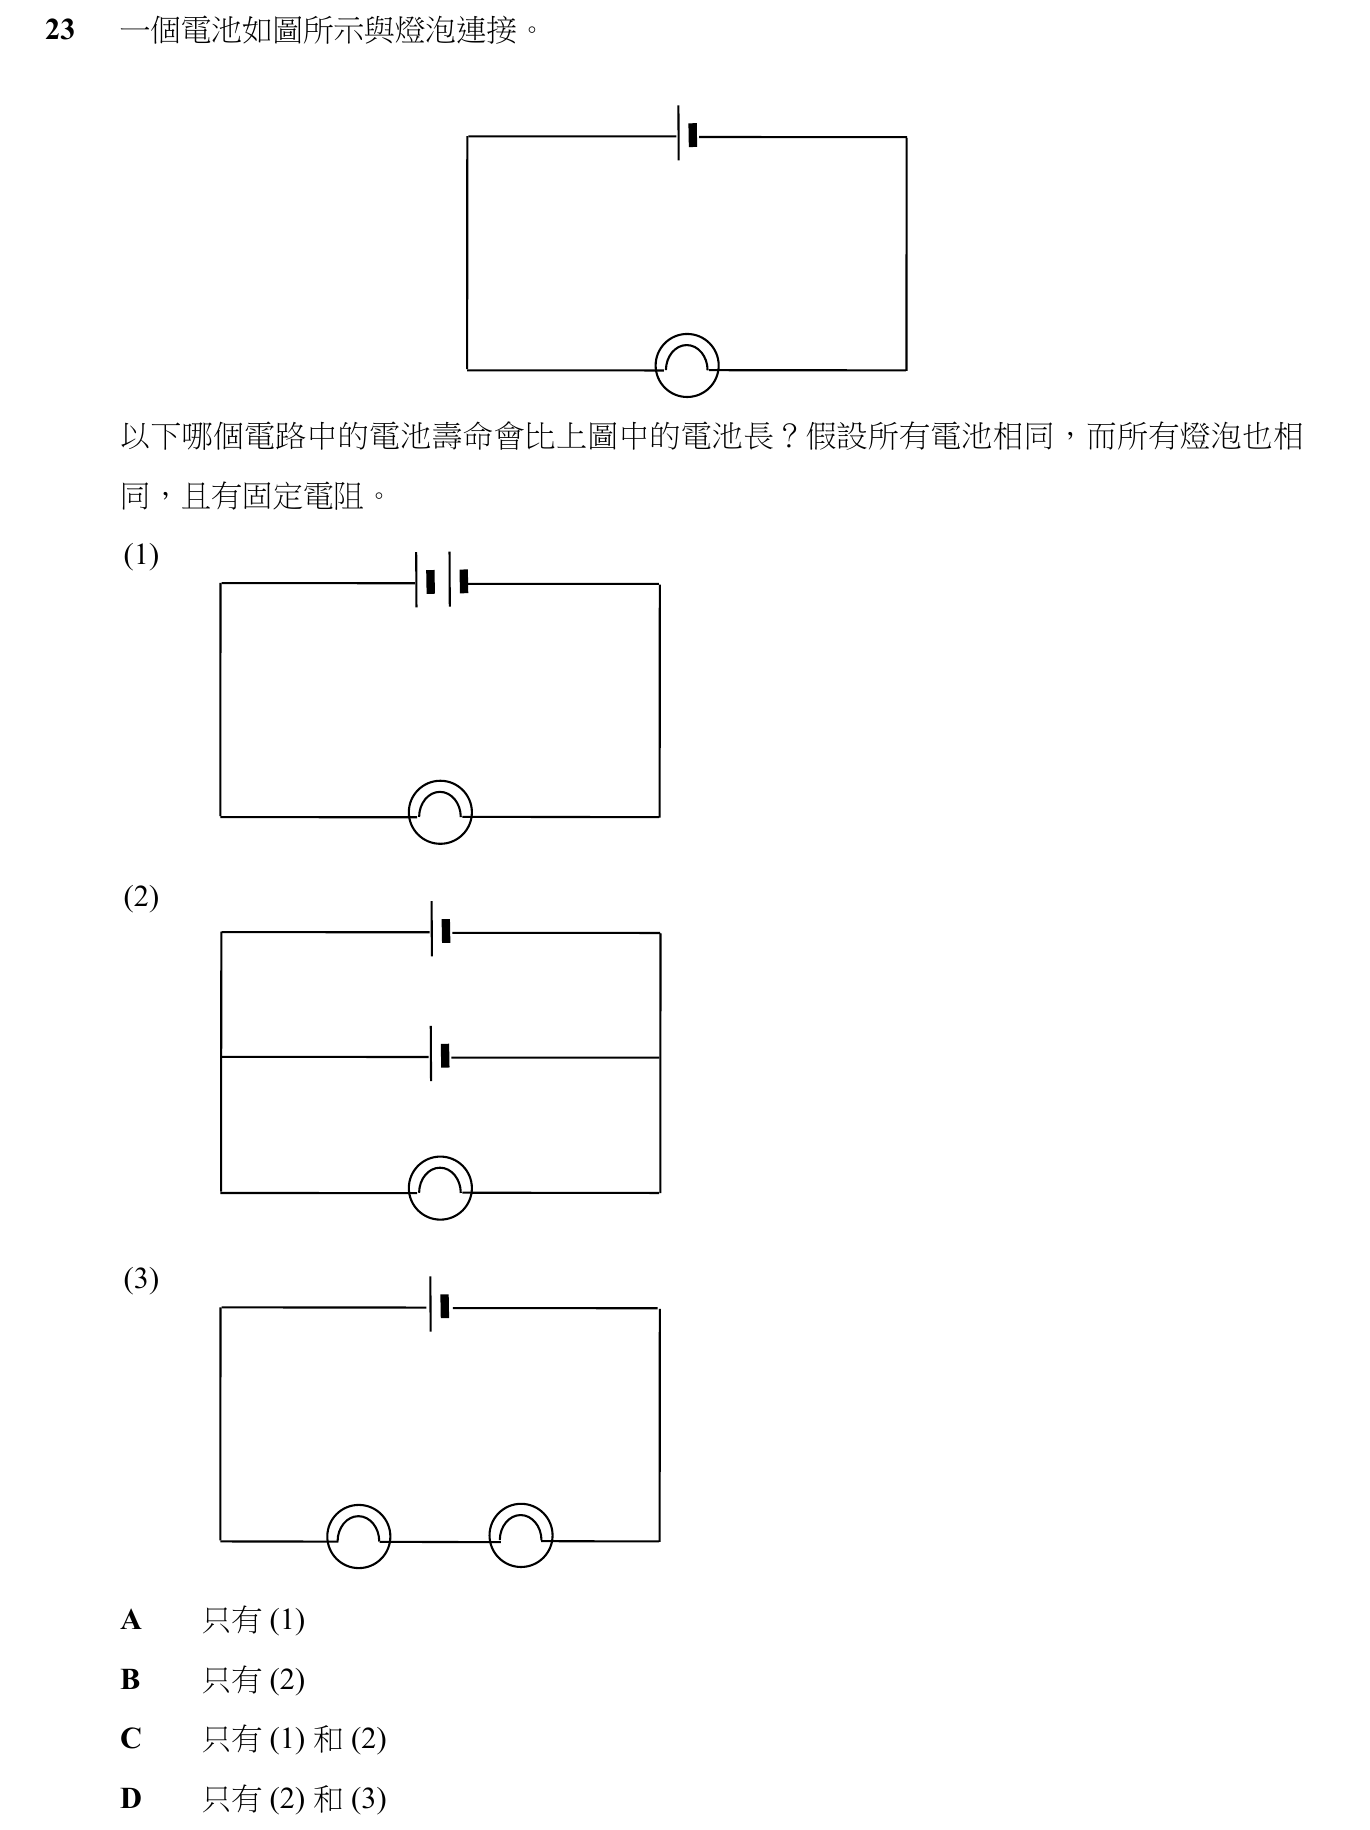 23 一個電池如圖所示與燈泡連接。
以下哪個電路中的電池壽命會比上圖中的電池長？假設所有電池相同，而所有燈泡也相
同，且有固定電阻。
(1)
(2)
(3)
A 只有 (1)
B 只有 (2)
C 只有 (1) 和 (2)
D 只有 (2) 和 (3)